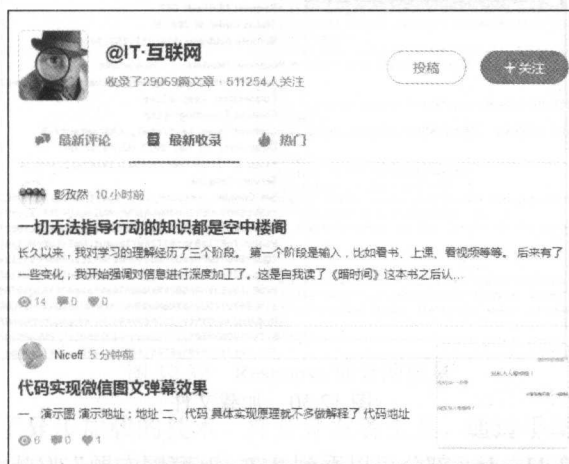 @IT·互联网
收录了29069篇文章 · 511254人关注
投稿
+关注
最新评论 最新收录 热门
彭孜然 10小时前
一切无法指导行动的知识都是空中楼阁
长久以来，我对学习的理解经历了三个阶段。 第一个阶段是输入，比如看书、上课、看视频等等。 后来有了
一些变化，我开始强调对信息进行深度加工了。这是自我读了《暗时间》这本书之后认...
14 0 0
Niceff 5分钟前
代码实现微信图文弹幕效果
一、演示图 演示地址：地址 二、代码 具体实现原理就不多做解释了 代码地址
6 0 1